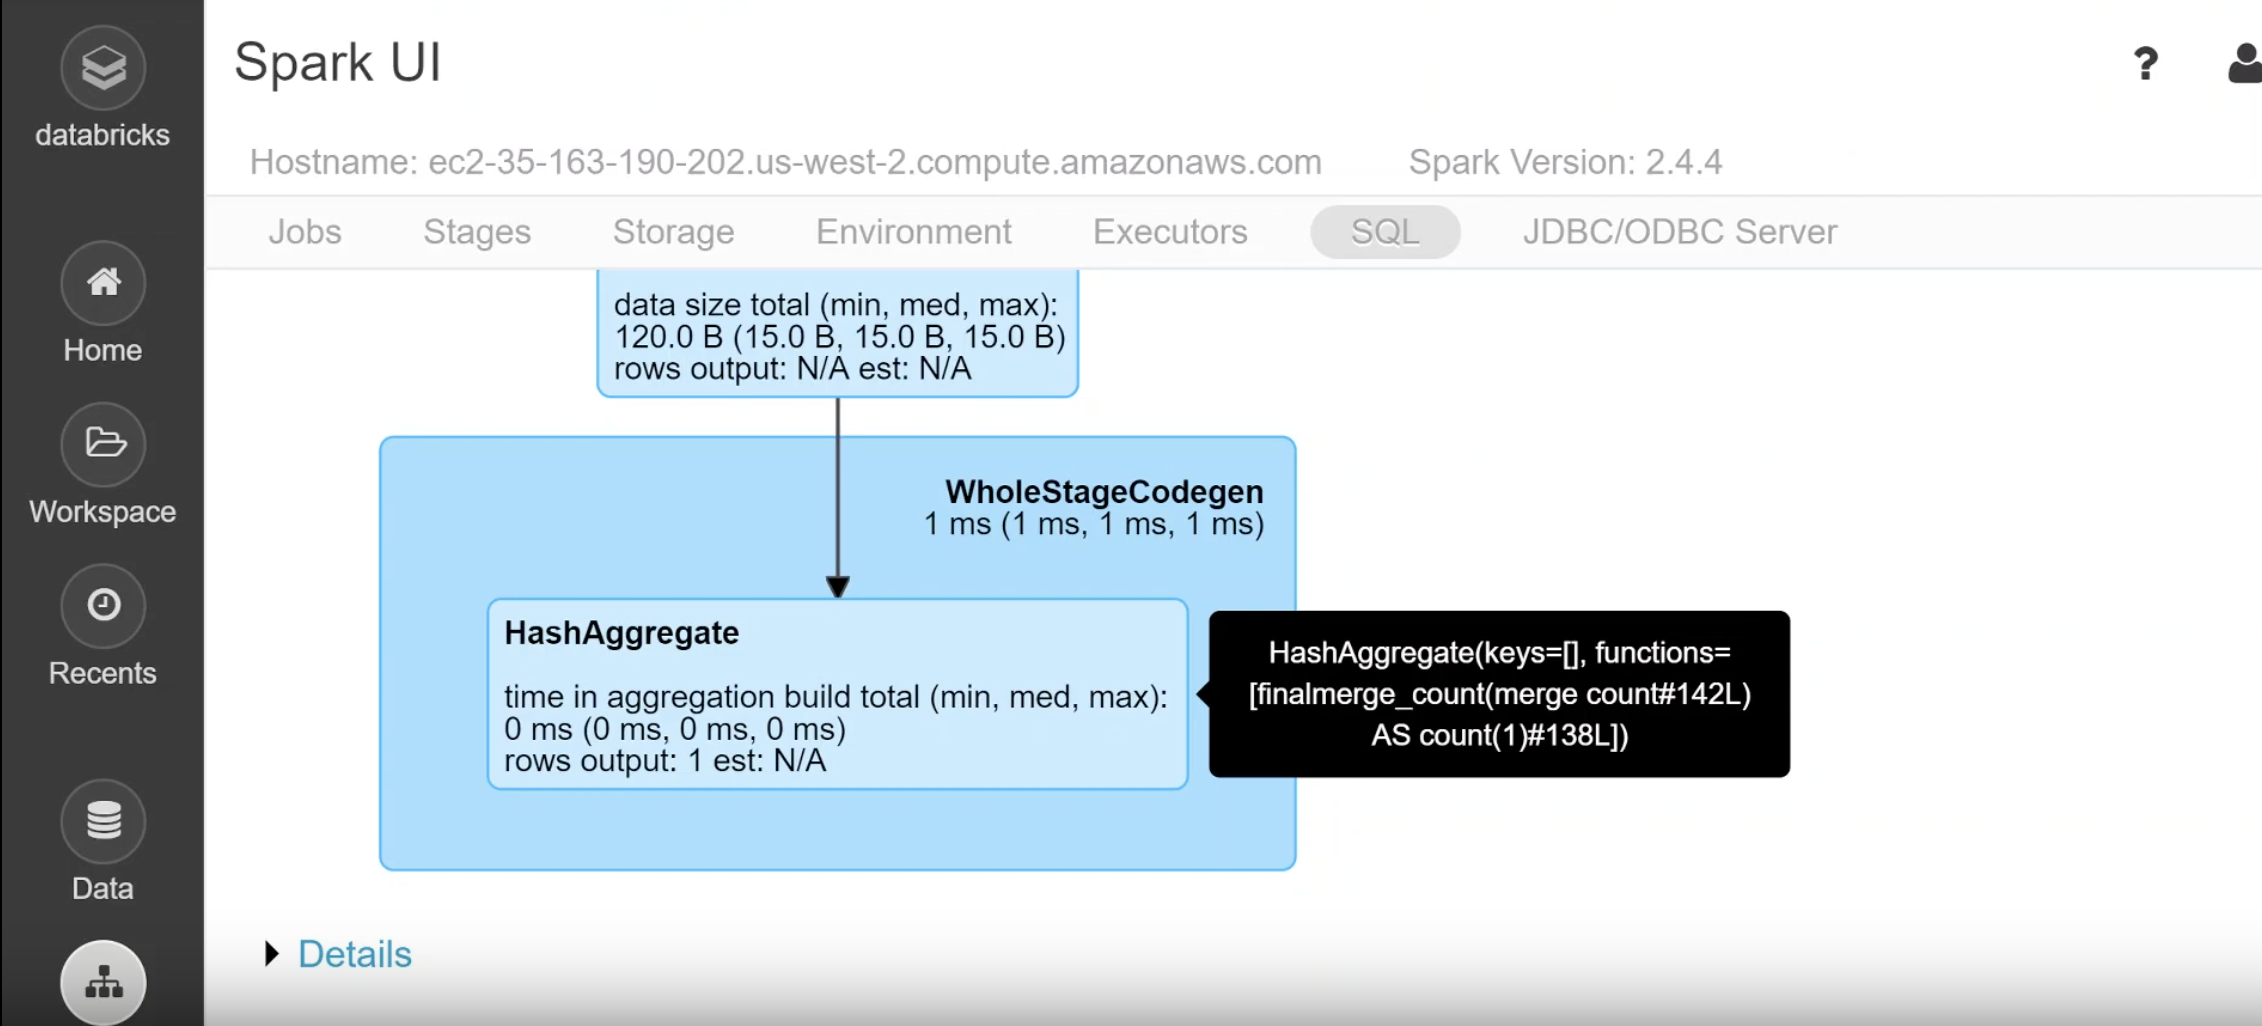 databricks
Home
Workspace
Recents
Data
Spark UI
?
Hostname: ec2-35-163-190-202.us-west-2.compute.amazonaws.com Spark Version: 2.4.4
Jobs Stages Storage Environment Executors SQL JDBC/ODBC Server
data size total (min, med, max):
120.0 B (15.0 B, 15.0 B, 15.0 B)
rows output: N/A est: N/A
WholeStageCodegen
1 ms (1 ms, 1 ms, 1 ms)
HashAggregate
time in aggregation build total (min, med, max):
0 ms (0 ms, 0 ms, 0 ms)
rows output: 1 est: N/A
HashAggregate(keys=[], functions=
[finalmerge_count(merge count#142L)
AS count(1)#138L])
Details